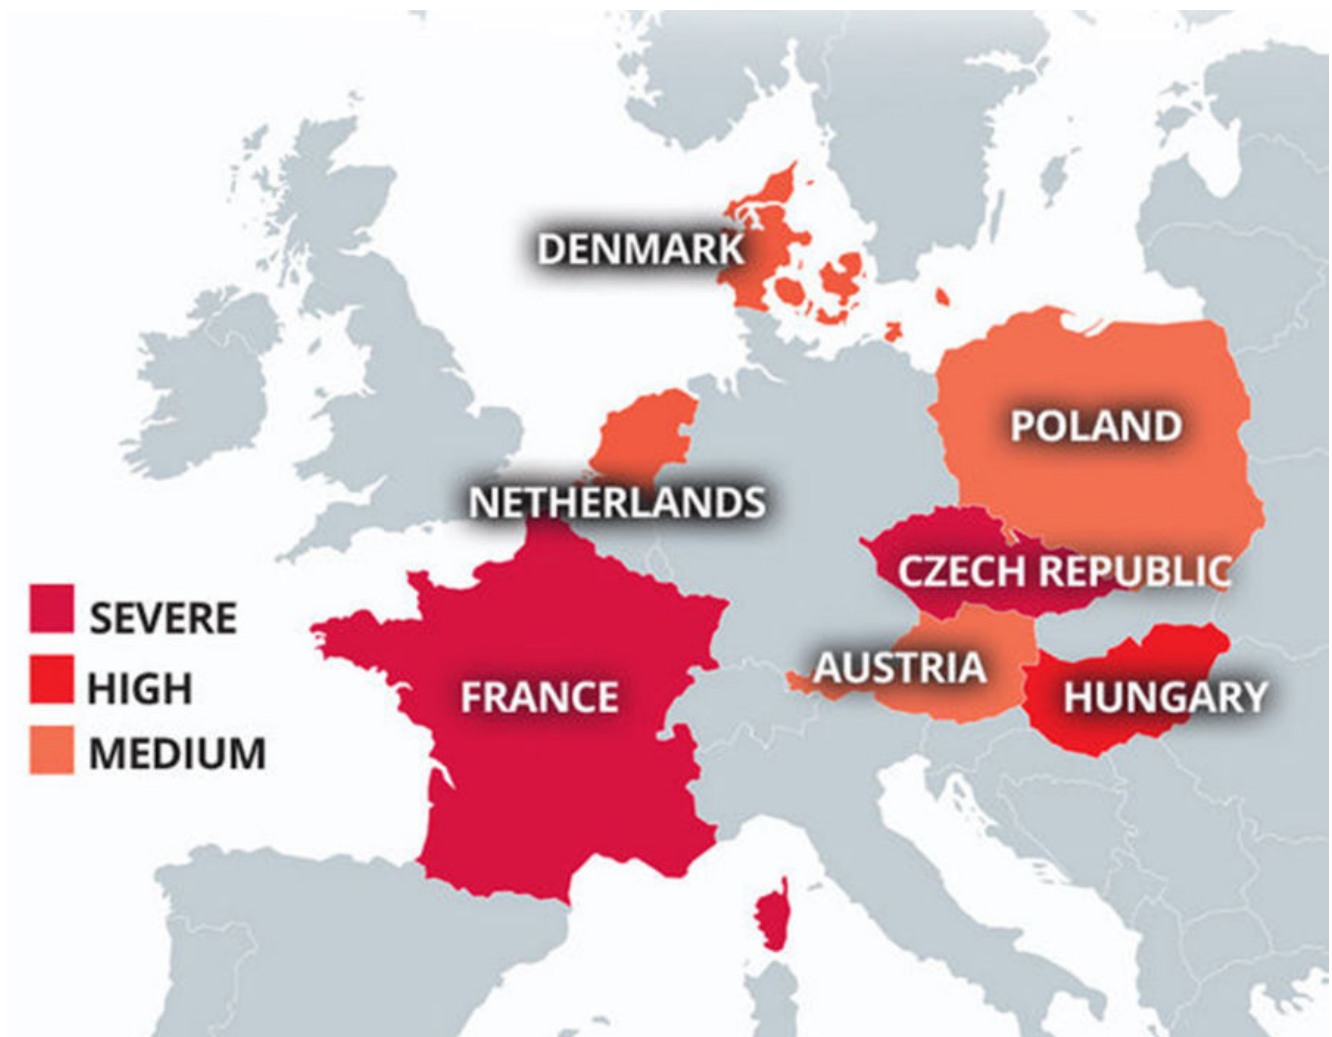 DENMARK
POLAND
NETHERLANDS
CZECH REPUBLIC
SEVERE
AUSTRIA
HIGH
FRANCE
HUNGARY
MEDIUM